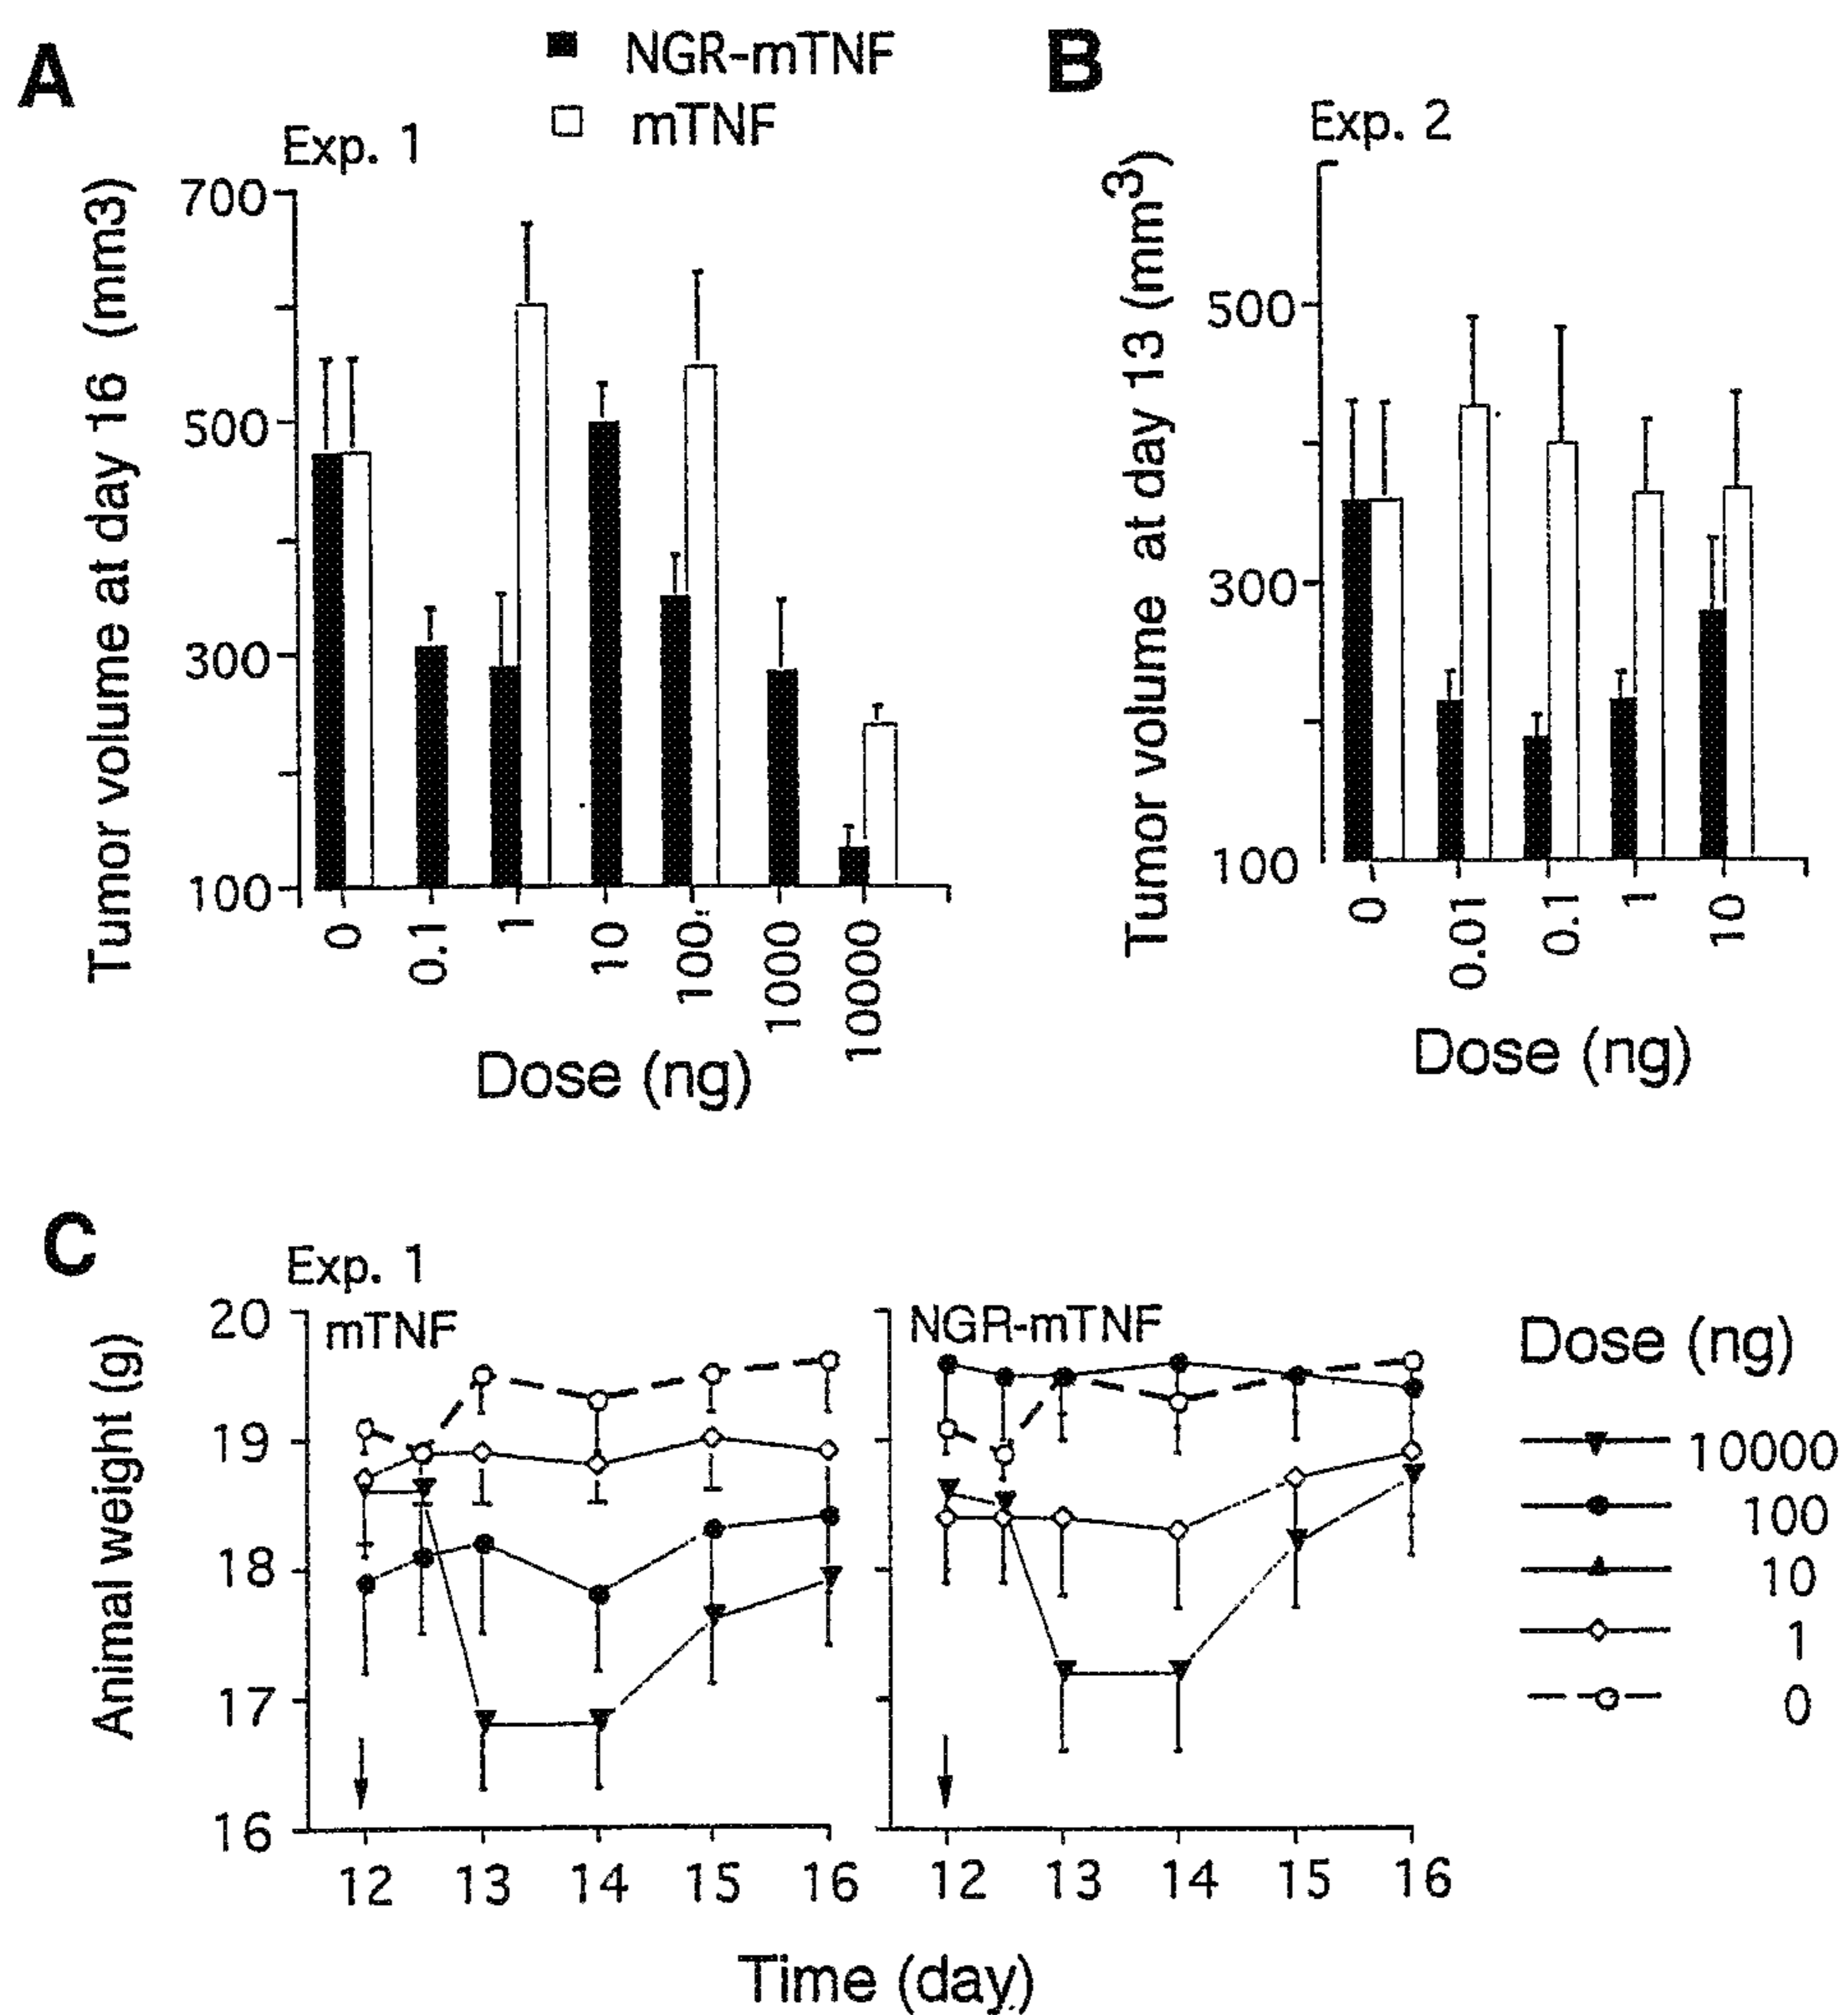 A
NGR-mTNF
mTNF
Exp. 1
Tumor volume at day 16 (mm3)
700
500
300
100
0
0.1
1
10
100
1000
10000
Dose (ng)
B
Exp. 2
Tumor volume at day 13 (mm³)
500
300
100
0
0.01
0.1
1
10
Dose (ng)
C
Exp. 1
Animal weight (g)
20
19
18
17
16
mTNF
12 13 14 15 16
NGR-mTNF
12 13 14 15 16
Time (day)
Dose (ng)
10000
100
10
1
0